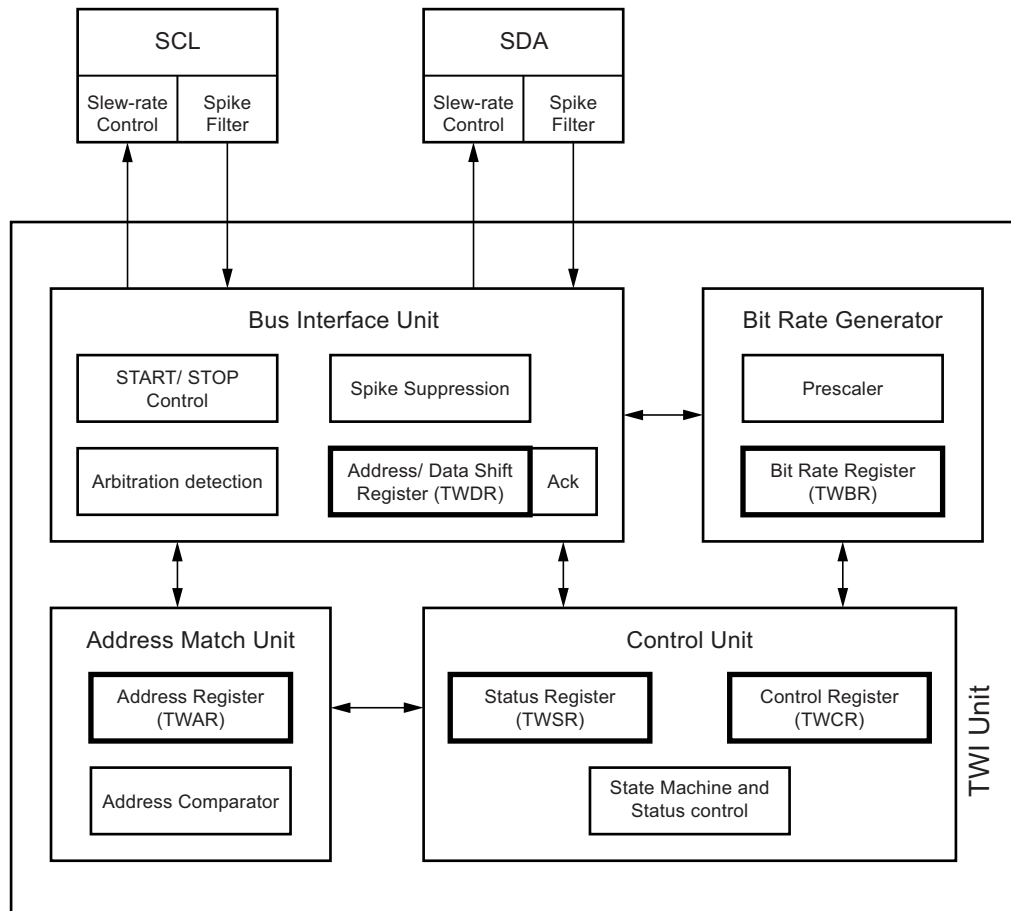 SCL
SDA
Slew-rate
Control
Spike
Filter
Slew-rate
Control
Spike
Filter
Bus Interface Unit
START/ STOP
Control
Spike Suppression
Arbitration detection
Address/ Data Shift
Register (TWDR)
Ack
Bit Rate Generator
Prescaler
Bit Rate Register
(TWBR)
Address Match Unit
Address Register
(TWAR)
Address Comparator
Control Unit
Status Register
(TWSR)
Control Register
(TWCR)
State Machine and
Status control
TWI Unit